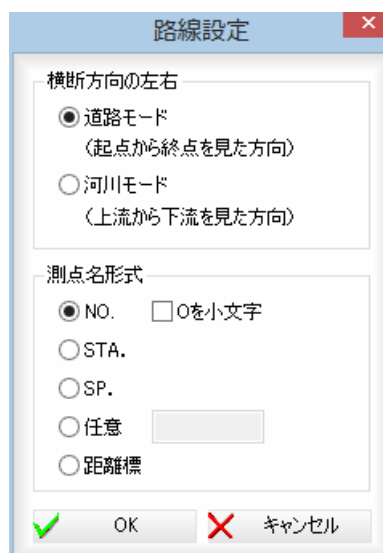 路線設定
横断方向の左右
道路モード
(起点から終点を見た方向)
河川モード
(上流から下流を見た方向)
測点名形式
NO. Oを小文字
STA.
SP.
任意
距離標
OK キャンセル